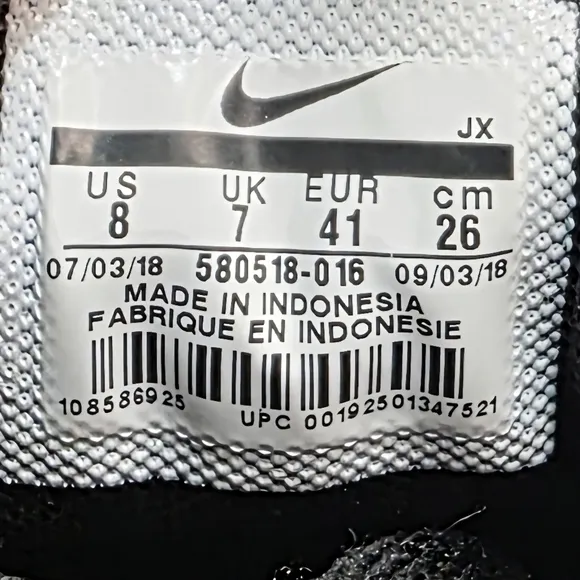 JX
US UK EUR cm
8 7 41 26
07/03/18 580518-016 09/03/18
MADE IN INDONESIA
FABRIQUE EN INDONESIE
108586925 UPC 00192501347521